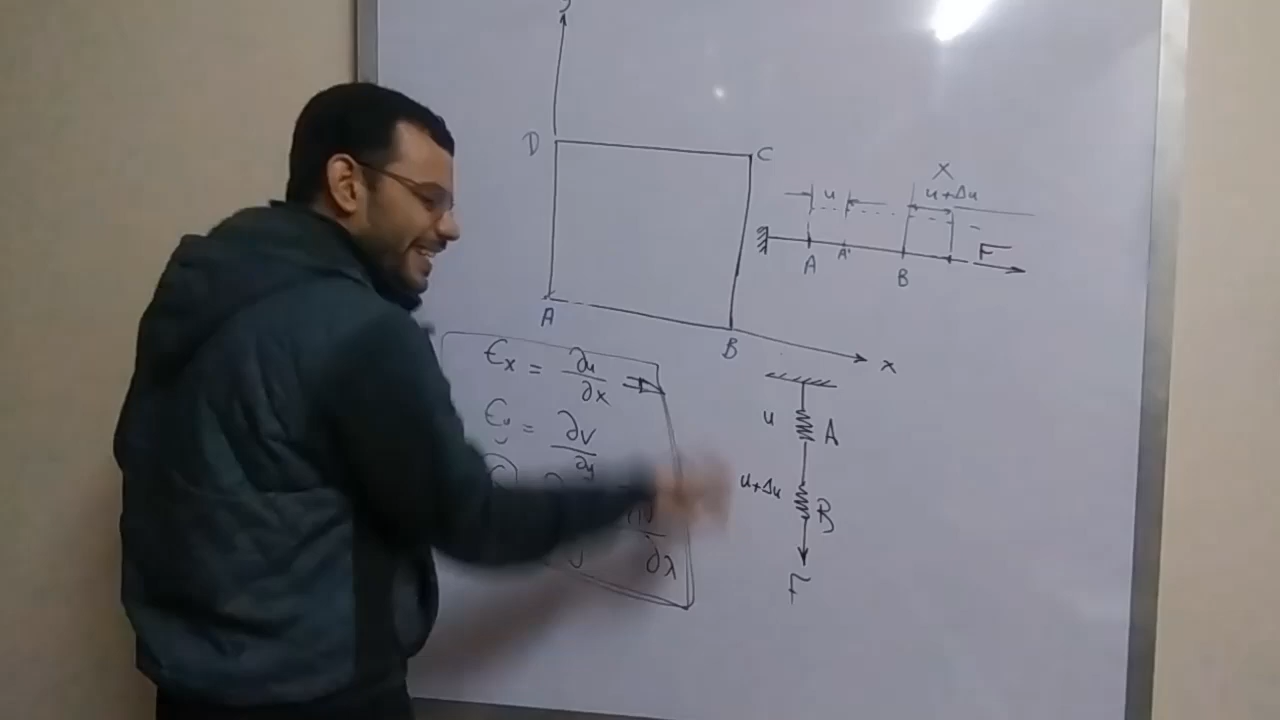 y
D
C
X
u
u+Δu
A
A'
B
F
A
B
x
ϵx = ∂u/∂x
ϵy = ∂v/∂y
∂x
u
A
u+Δu
B
F